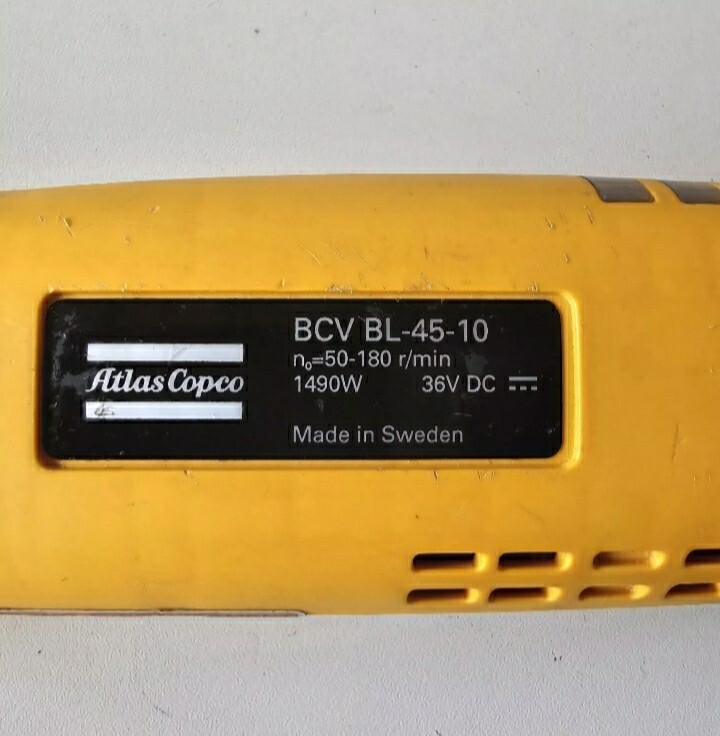 Atlas Copco
BCV BL-45-10
n₀=50-180 r/min
1490W 36V DC
Made in Sweden